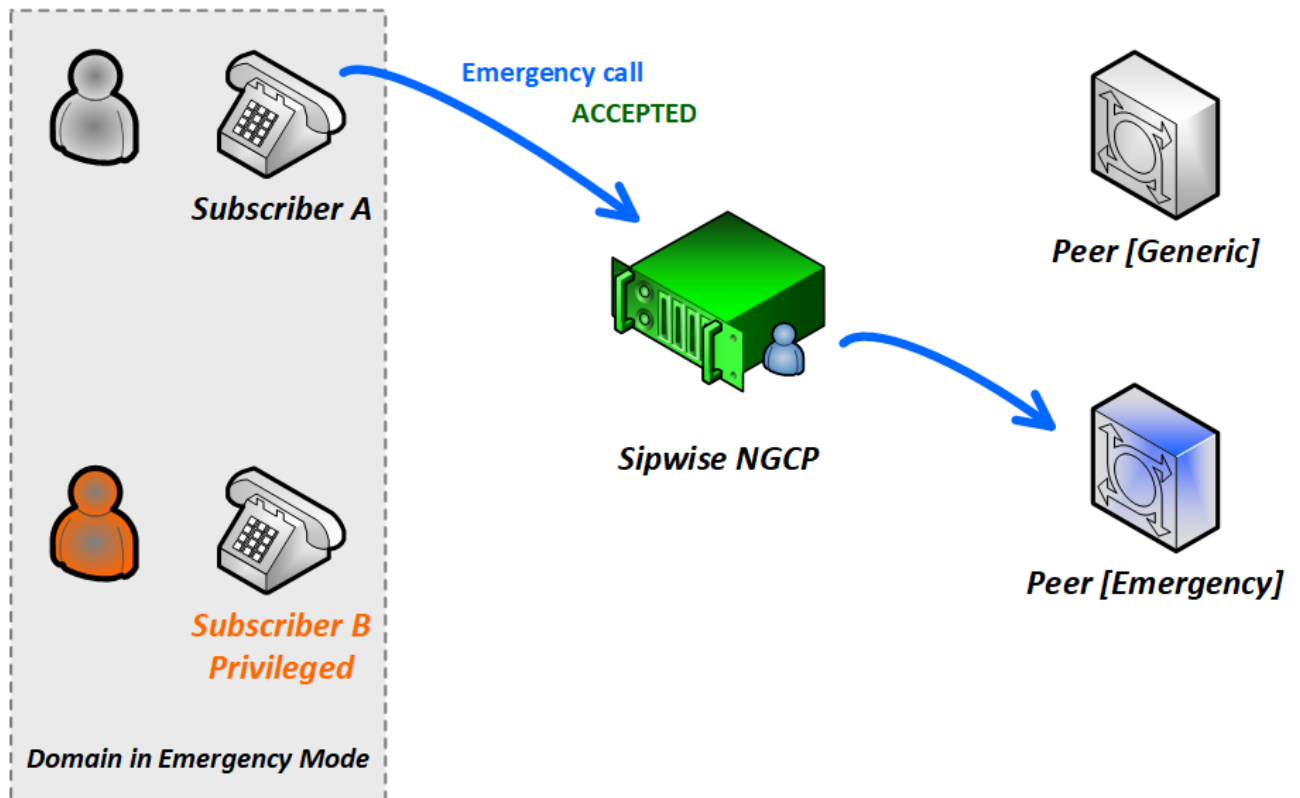 Emergency call
ACCEPTED
Subscriber A
Peer [Generic]
Sipwise NGCP
Peer [Emergency]
Subscriber B
Privileged
Domain in Emergency Mode